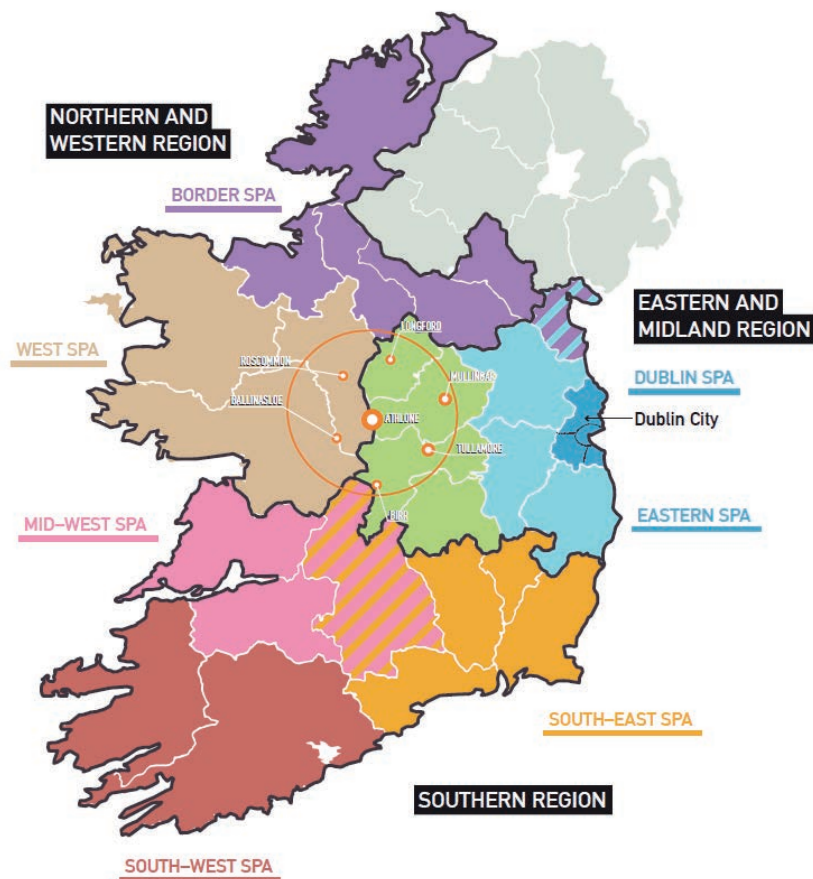 NORTHERN AND
WESTERN REGION
BORDER SPA
EASTERN AND
MIDLAND REGION
LONGFORD
WEST SPA
ROSCOMMON
MULLINGAR
DUBLIN SPA
BALLINASLOE
ATHLONE
Dublin City
TULLAMORE
EASTERN SPA
MID–WEST SPA
BIRR
SOUTH–EAST SPA
SOUTHERN REGION
SOUTH–WEST SPA